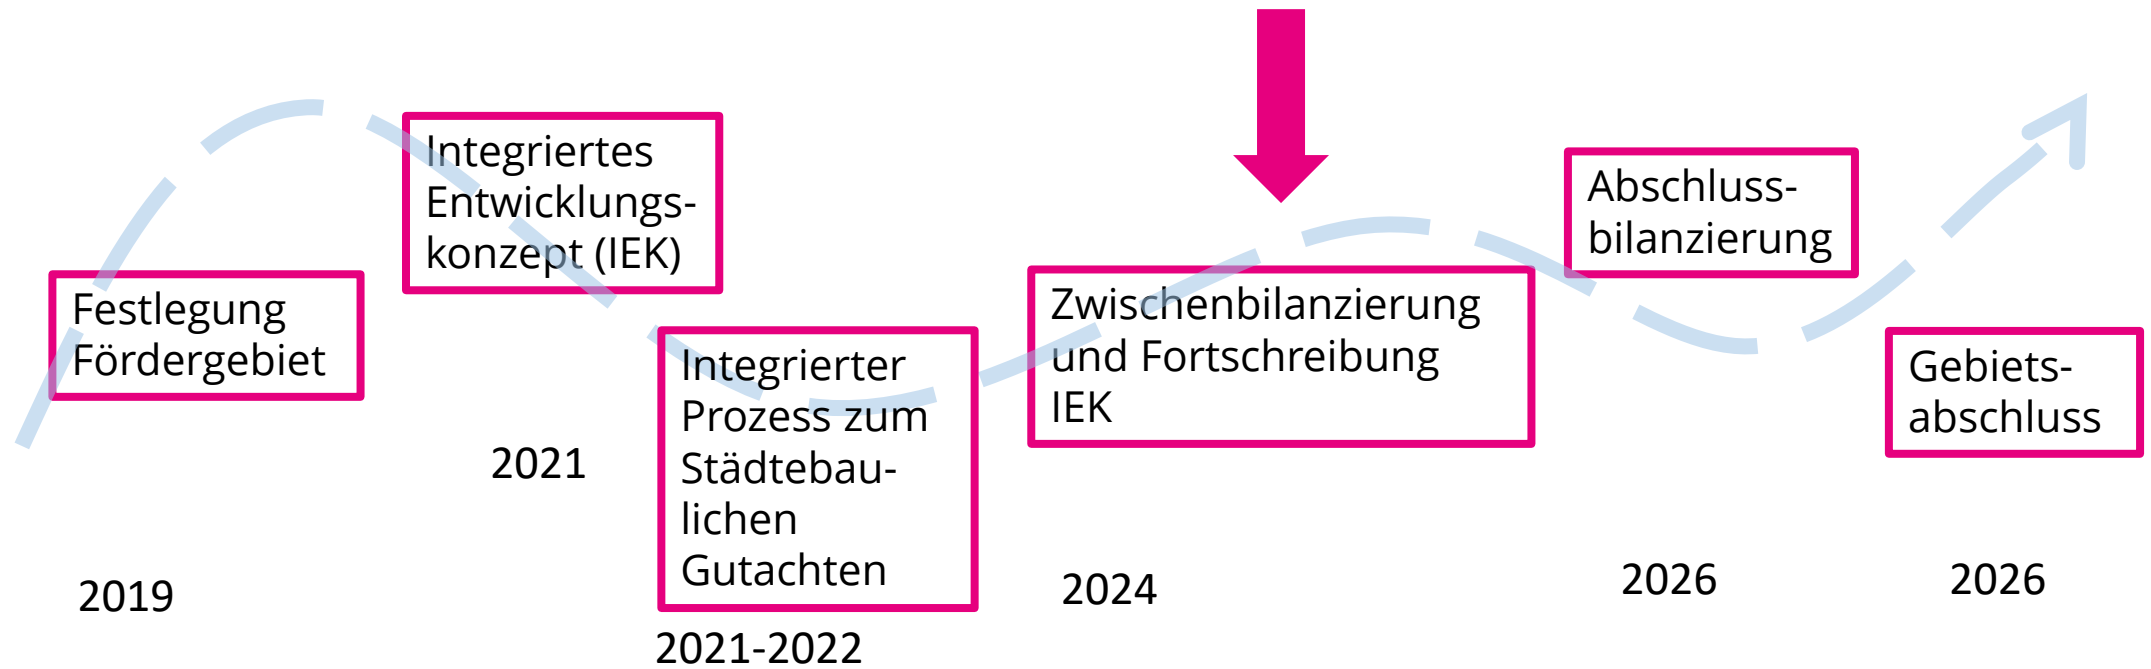 Festlegung
Fördergebiet
2019
Integriertes
Entwicklungs-
konzept (IEK)
2021
Integrierter
Prozess zum
Städtebau-
lichen
Gutachten
2021-2022
Zwischenbilanzierung
und Fortschreibung
IEK
2024
Abschluss-
bilanzierung
2026
Gebiets-
abschluss
2026